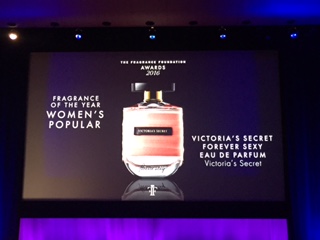 THE FRAGRANCE FOUNDATION
AWARDS
2016
FRAGRANCE
OF THE YEAR
WOMEN'S
POPULAR
VICTORIA'S SECRET
VICTORIA'S SECRET
FOREVER SEXY
EAU DE PARFUM
Victoria's Secret